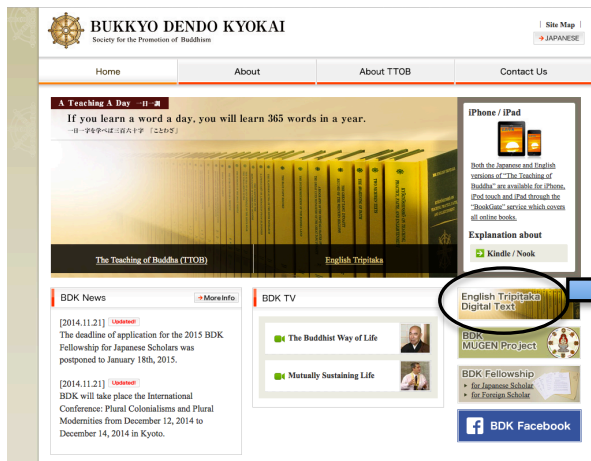 BUKKYO DENDO KYOKAI
Society for the Promotion of Buddhism
| Site Map |
JAPANESE
Home
About
About TTOB
Contact Us
A Teaching A Day 一日一訓
If you learn a word a day, you will learn 365 words in a year.
一日一字を学べば三百六十字 「ことわざ」
The Teaching of Buddha (TTOB)
English Tripitaka
iPhone / iPad
Both the Japanese and English
versions of "The Teaching of
Buddha" are available for iPhone,
iPod touch and iPad through the
"BookGate" service which covers
all online books.
Explanation about
Kindle / Nook
BDK News
More Info
[2014.11.21] Updated!
The deadline of application for the 2015 BDK
Fellowship for Japanese Scholars was
postponed to January 18th, 2015.
[2014.11.21] Updated!
BDK will take place the International
Conference: Plural Colonialisms and Plural
Modernities from December 12, 2014 to
December 14, 2014 in Kyoto.
BDK TV
The Buddhist Way of Life
Mutually Sustaining Life
English Tripiṭaka
Digital Text
BDK
MUGEN Project
BDK Fellowship
for Japanese Scholar
for Foreign Scholar
BDK Facebook